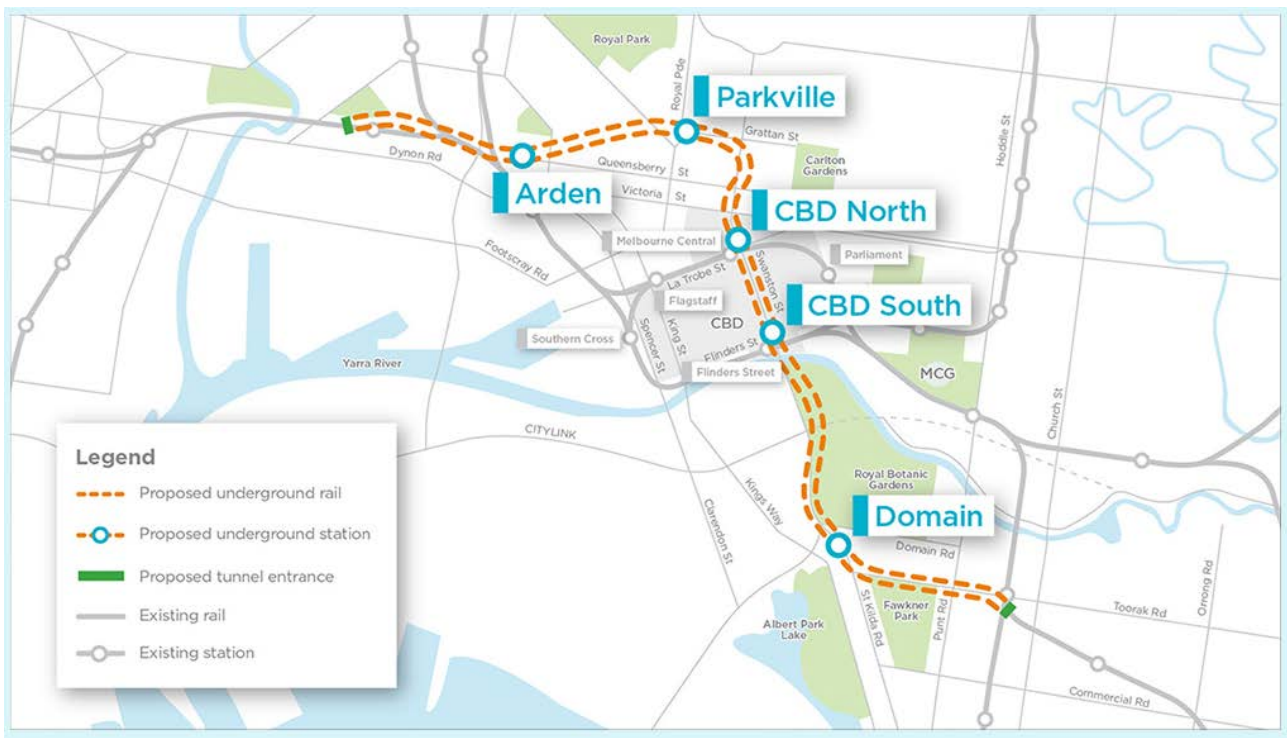 Royal Park
Royal Pde
Parkville
Grattan St
Hoddle St
Dynon Rd
Queensberry St
Carlton
Gardens
Arden
Victoria St
CBD North
Melbourne Central
Parliament
Footscray Rd
La Trobe St
Swanston St
Flagstaff
CBD South
CBD
Southern Cross
Spencer St
King St
Flinders St
Yarra River
Flinders Street
MCG
Church St
CITYLINK
Legend
Proposed underground rail
Proposed underground station
Proposed tunnel entrance
Existing rail
Existing station
Royal Botanic
Gardens
Kings Way
Clarendon St
Domain
Domain Rd
Orrong Rd
Toorak Rd
Fawkner
Park
Punt Rd
St Kilda Rd
Albert Park
Lake
Commercial Rd